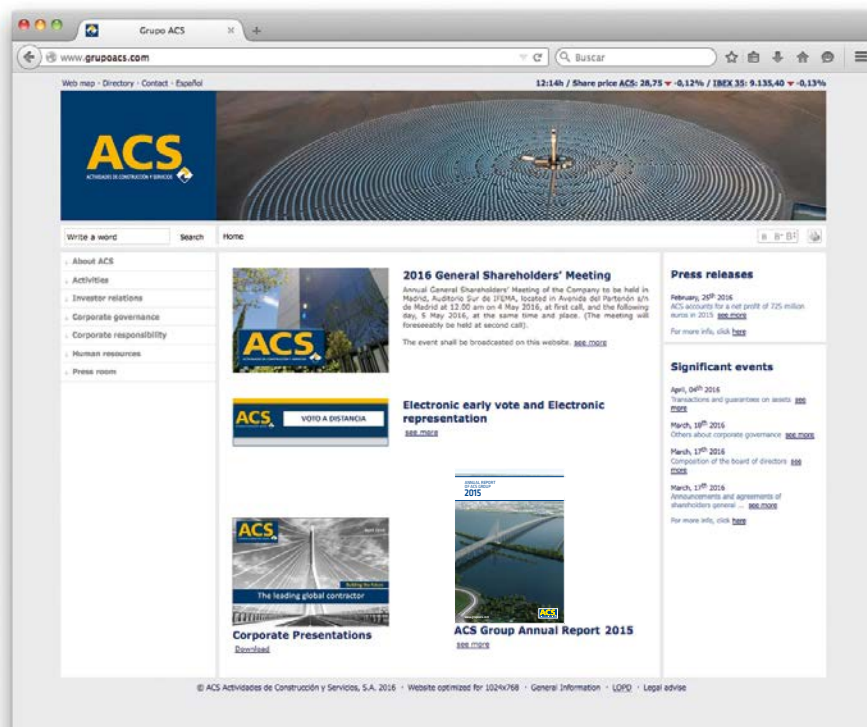 Grupo ACS
www.grupoacs.com
Buscar
Web map · Directory · Contact · Español
12:14h / Share price ACS: 28,75 -0,12% / IBEX 35: 9.135,40 -0,13%
ACS
ACTIVIDADES DE CONSTRUCCIÓN Y SERVICIOS
Write a word
Search
Home
About ACS
Activities
Investor relations
Corporate governance
Corporate responsibility
Human resources
Press room
ACS
2016 General Shareholders' Meeting
Annual General Shareholders' Meeting of the Company to be held in
Madrid, Auditorio Sur de IFEMA, located in Avenida del Partenón s/n
de Madrid at 12.00 am on 4 May 2016, at first call, and the following
day, 5 May 2016, at the same time and place. (The meeting will
foreseeably be held at second call).
The event shall be broadcasted on this website. see more
ACS
VOTO A DISTANCIA
Electronic early vote and Electronic
representation
see more
ACS
April 2016
Building the Future
The leading global contractor
Corporate Presentations
Download
ANNUAL REPORT
OF ACS GROUP
2015
ACS
ACS Group Annual Report 2015
see more
Press releases
February, 25th 2016
ACS accounts for a net profit of 725 million
euros in 2015 see more
For more info, click here
Significant events
April, 04th 2016
Transactions and guarantee on assets see
more
March, 18th 2016
Others about corporate governance see more
March, 17th 2016
Composition of the board of directors see
more
March, 17th 2016
Announcements and agreements of
shareholders general ... see more
For more info, click here
© ACS Actividades de Construcción y Servicios, S.A. 2016 · Website optimized for 1024x768 · General Information · LOPD · Legal advise